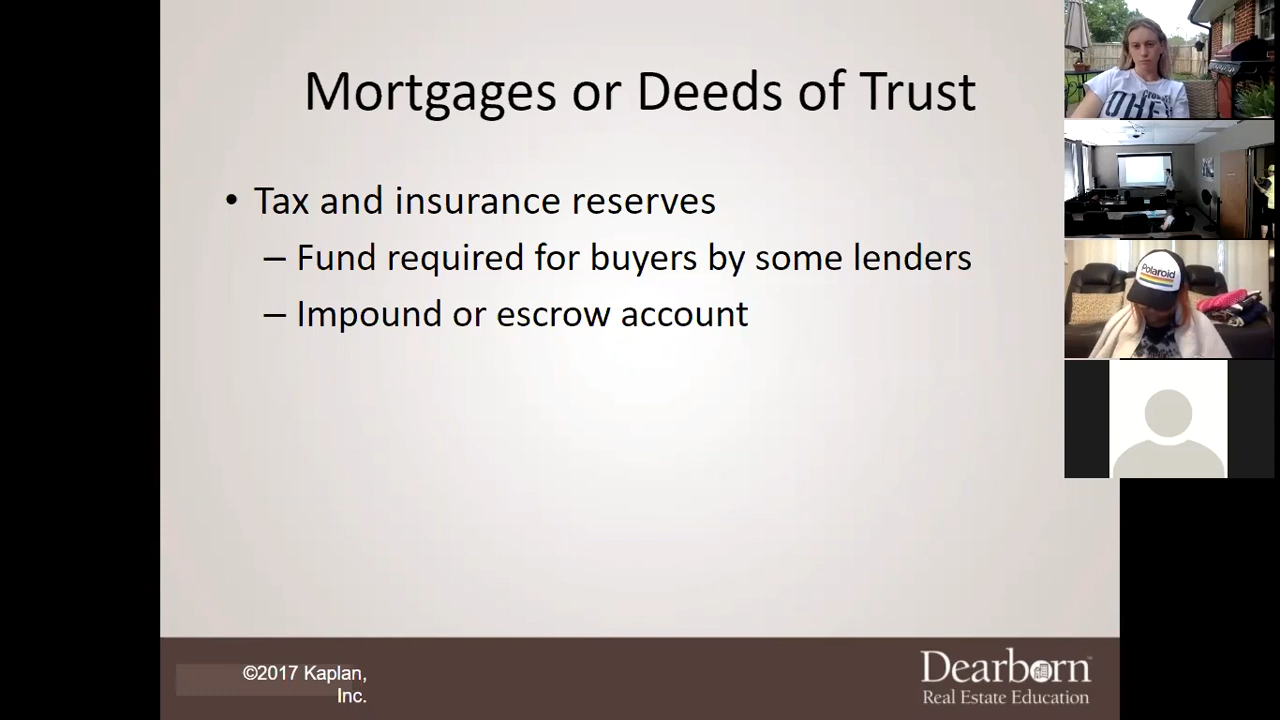 Mortgages or Deeds of Trust
• Tax and insurance reserves
– Fund required for buyers by some lenders
– Impound or escrow account
©2017 Kaplan,
Inc.
Dearborn™
Real Estate Education
Polaroid